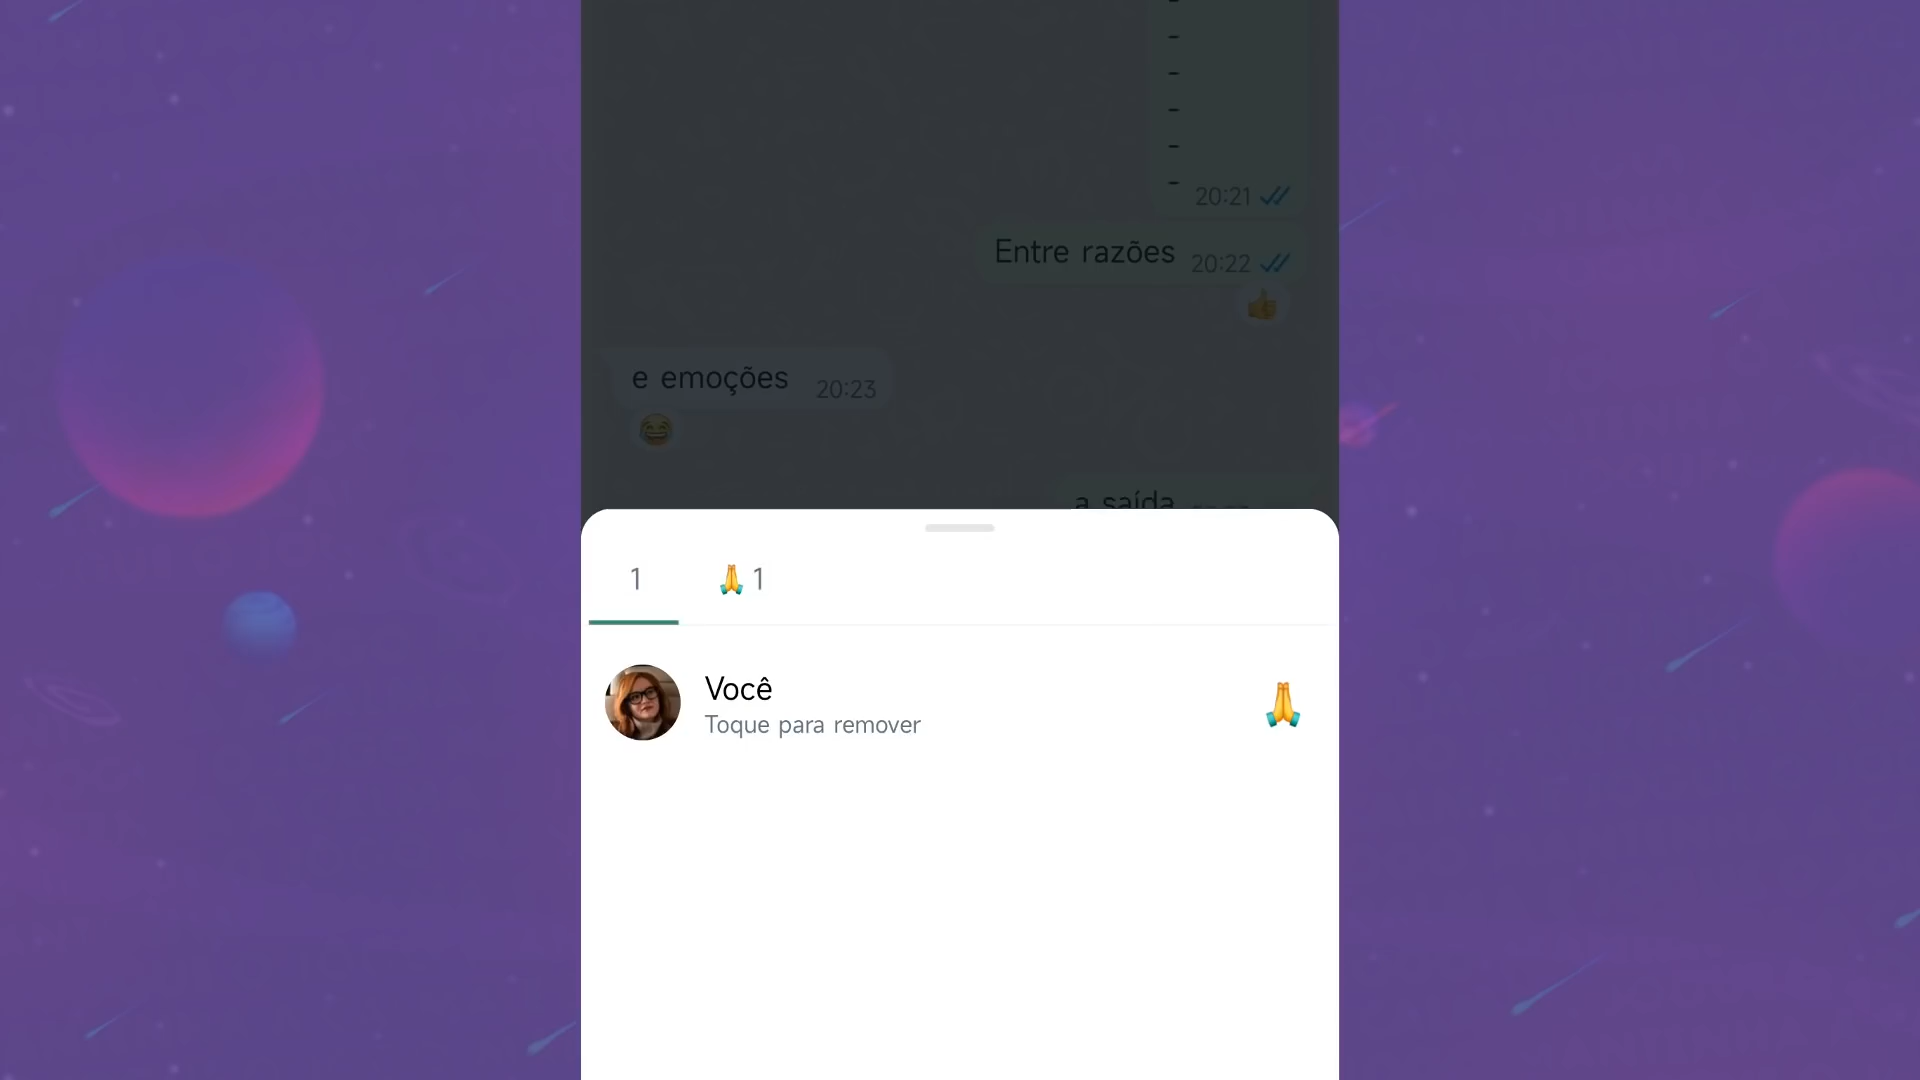 -
-
-
-
-
- 20:21
Entre razões 20:22
e emoções 20:23
a saída
1 🙏 1
Você
Toque para remover